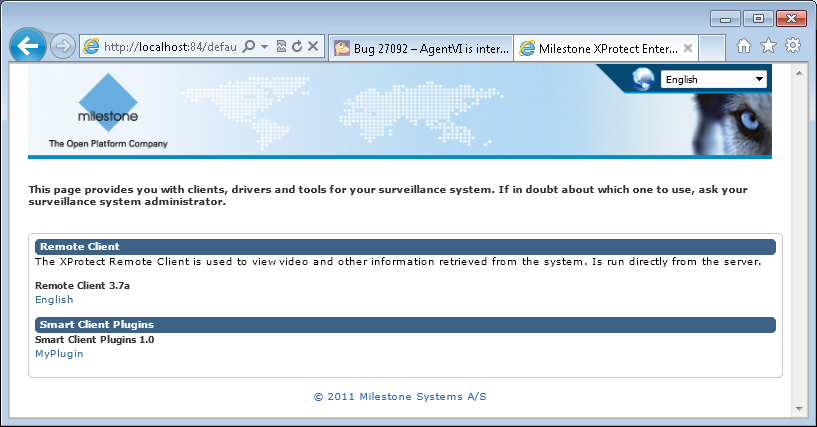 http://localhost:84/defau
Bug 27092 – AgentVI is inter...
Milestone XProtect Enter...
English
milestone
The Open Platform Company
This page provides you with clients, drivers and tools for your surveillance system. If in doubt about which one to use, ask your
surveillance system administrator.
Remote Client
The XProtect Remote Client is used to view video and other information retrieved from the system. Is run directly from the server.
Remote Client 3.7a
English
Smart Client Plugins
Smart Client Plugins 1.0
MyPlugin
© 2011 Milestone Systems A/S